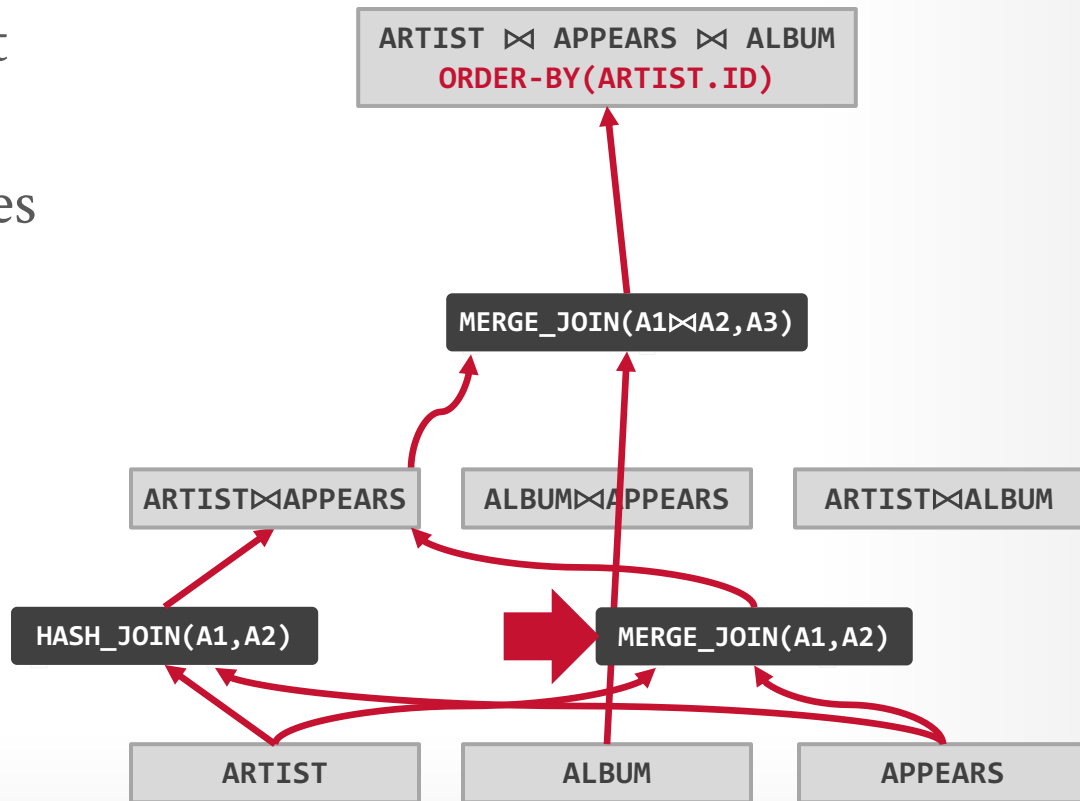 t
es
ARTIST ⋈ APPEARS ⋈ ALBUM
ORDER-BY(ARTIST.ID)
MERGE_JOIN(A1⋈A2,A3)
ARTIST⋈APPEARS
ALBUM⋈APPEARS
ARTIST⋈ALBUM
HASH_JOIN(A1,A2)
MERGE_JOIN(A1,A2)
ARTIST
ALBUM
APPEARS